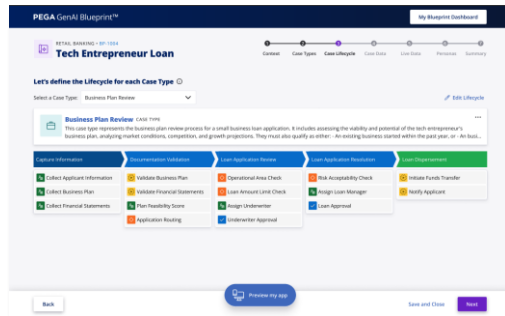 PEGA GenAI Blueprint™
My Blueprint Dashboard
RETAIL BANKING • BP-1004
Tech Entrepreneur Loan
Context
Case Types
Case Lifecycle
Case Data
Live Data
Personas
Summary
Let's define the Lifecycle for each Case Type
Select a Case Type:
Business Plan Review
Edit Lifecycle
Business Plan Review CASE TYPE
This case type represents the business plan review process for a small business loan application. It includes assessing the viability and potential of the tech entrepreneur's
business plan, analyzing market conditions, competition, and growth projections. They must also qualify as either: - An existing business started within the past year, or - An busi...
Capture Information
Documentation Validation
Loan Application Review
Loan Application Resolution
Loan Disbursement
Collect Applicant Information
Validate Business Plan
Operational Area Check
Risk Acceptability Check
Initiate Funds Transfer
Collect Business Plan
Validate Financial Statements
Loan Amount Limit Check
Assign Loan Manager
Notify Applicant
Collect Financial Statements
Plan Feasibility Score
Assign Underwriter
Loan Approval
Application Routing
Underwriter Approval
Preview my app
Back
Save and Close
Next